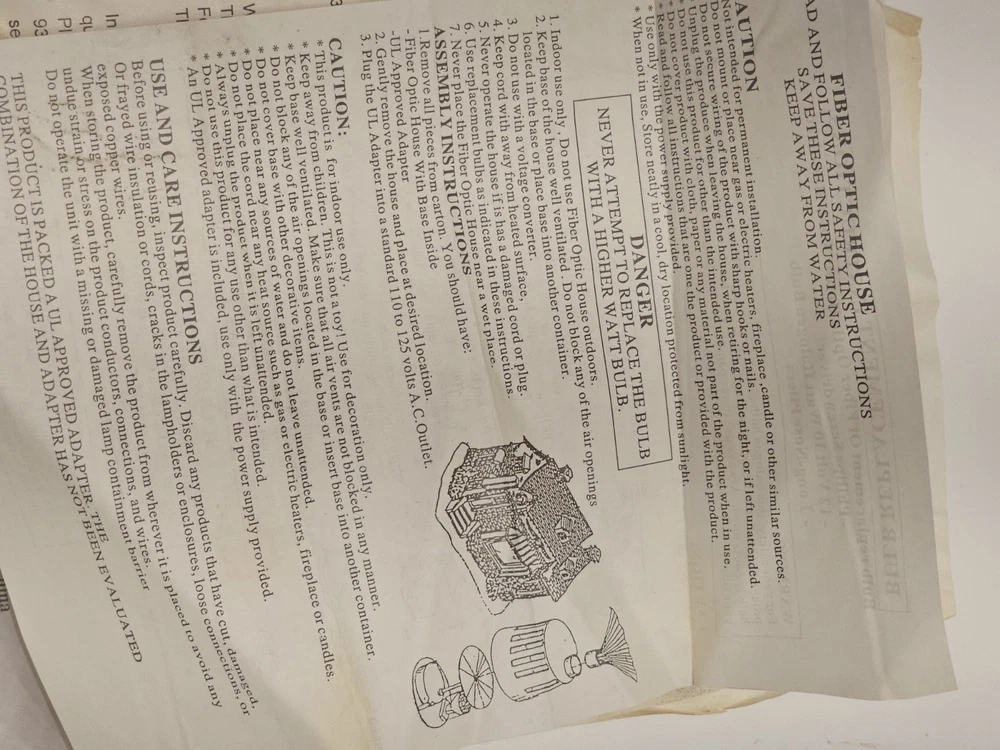 FIBER OPTIC HOUSE
AD AND FOLLOW ALL SAFETY INSTRUCTIONS
SAVE THESE INSTRUCTIONS
KEEP AWAY FROM WATER
AUTION
Not intended for permanent installation.
Do not mount or place near gas or electric heaters, fireplace ,candle or other similar sources.
Do not secure wiring of the product with sharp hooks or nails.
Unplug the produce when leaving the house, when retiring for the night, or if left unattended.
Do not use this product for other than the intended use.
* Do not cover product with cloth, paper or any material not part of the product when in use.
* Read and follow all instructions that are one the product or provided with the product.
* Use only with the power supply provided.
* When not in use, Store neatly in a cool, dry location protected from sunlight.
DANGER
NEVER ATTEMPT TO REPLACE THE BULB
WITH A HIGHER WATT BULB.
1. Indoor use only. Do not use Fiber Optic House outdoors.
2. Keep base of the house well ventilated . Do not block any of the air openings
located in the base or place base into another container.
3. Do not use with a voltage converter.
4. Keep cord with away from heated surface,
5. Never operate the house if is has a damaged cord or plug.
6. Use replacement bulbs as indicated in these instructions.
7. Never place the Fiber Optic House near a wet place.
ASSEMBLY INSTRUCTIONS
1.Remove all pieces from carton. You should have:
-Fiber Optic House With Base Inside
-UL Approved Adapter
2. Gently remove the house and place at desired location.
3. Plug the UL Adapter into a standard 110 to 125 volts A.C.Outlet.
CAUTION:
* This product is for indoor use only.
* Keep away from children. This is not a toy! Use for decoration only.
* Keep base well ventilated. Make sure that all air vents are not blocked in any manner.
* Do not block any of the air openings located in the base or insert base into another container.
* Do not cover base with other decorative items.
* Do not place near any sources of water and do not leave unattended.
* Do not place the cord near any heat source such as gas or electric heaters, fireplace or candles.
* Always unplug the product when it is left unattended.
* Do not use this product for any use other than what is intended.
* An UL Approved adapter is included, use only with the power supply provided.
USE AND CARE INSTRUCTIONS
Before using or reusing, inspect product carefully. Discard any products that have cut, damaged,
Or frayed wire insulation or cords, cracks in the lampholders or enclosures, loose connections, or
exposed copper wires.
When storing the product, carefully remove the product from wherever it is placed to avoid any
undue strain or stress on the product conductors, connections, and wires.
Do not operate the unit with a missing or damaged lamp containment barrier
THIS PRODUCT IS PACKED A UL APPROVED ADAPTER. THE
COMBINATION OF THE HOUSE AND ADAPTER HAS NOT BEEN EVALUATED